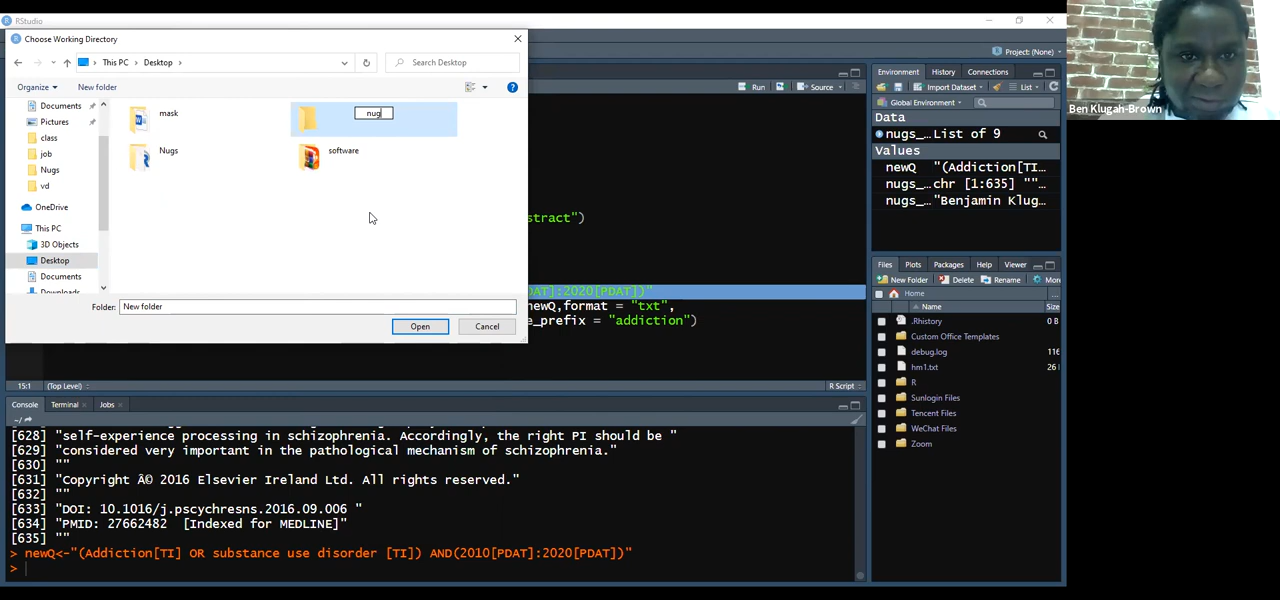 RStudio
Choose Working Directory
This PC > Desktop >
Search Desktop
Organize
New folder
Documents
Pictures
class
job
Nugs
vd
OneDrive
This PC
3D Objects
Desktop
Documents
mask
nug
Nugs
software
Folder:
New folder
Open
Cancel
Run
Source
stract")
DAT]:2020[PDAT])"
newQ,format = "txt",
e_prefix = "addiction")
15:1
(Top Level)
R Script
Console
Terminal
Jobs
~/
[628] "self-experience processing in schizophrenia. Accordingly, the right PI should be "
[629] "considered very important in the pathological mechanism of schizophrenia."
[630] ""
[631] "Copyright Â© 2016 Elsevier Ireland Ltd. All rights reserved."
[632] ""
[633] "DOI: 10.1016/j.pscychresns.2016.09.006 "
[634] "PMID: 27662482  [Indexed for MEDLINE]"
[635] ""
> newQ<-"(Addiction[TI] OR substance use disorder [TI]) AND(2010[PDAT]:2020[PDAT])"
>
Project: (None)
Environment
History
Connections
Import Dataset
List
Global Environment
Data
nugs_… List of 9
Values
newQ "(Addiction[TI…
nugs_… chr [1:635] ""…
nugs_… "Benjamin Klug…
Files
Plots
Packages
Help
Viewer
New Folder
Delete
Rename
Mor
Home
Name
Size
.Rhistory 0 B
Custom Office Templates
debug.log 116
hm1.txt 26
R
Sunlogin Files
Tencent Files
WeChat Files
Zoom
Ben Klugah-Brown